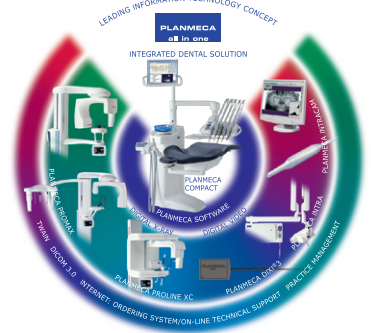 LEADING INFORMATION TECHNOLOGY CONCEPT
PLANMECA
all in one
INTEGRATED DENTAL SOLUTION
PLANMECA INTRACAM
PLANMECA PROMAX
PLANMECA
COMPACT
PLANMECA SOFTWARE
DIGITAL X-RAY
DIGITAL VIDEO
PLANMECA INTRA
PLANMECA PROLINE XC
PLANMECA DIXI²3
TWAIN DICOM 3.0 INTERNET: ORDERING SYSTEM/ON-LINE TECHNICAL SUPPORT PRACTICE MANAGEMENT